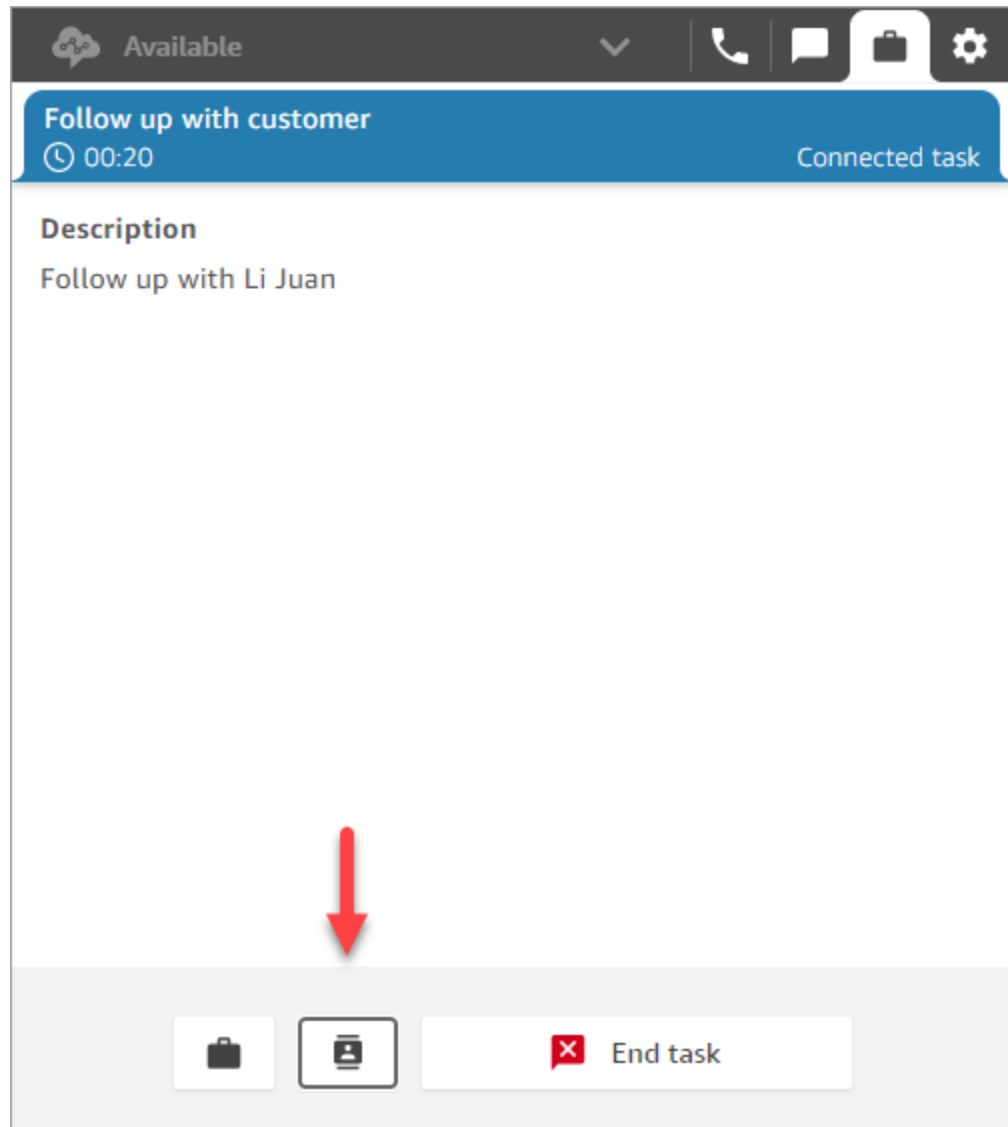 Available
Follow up with customer
00:20 Connected task
Description
Follow up with Li Juan
End task